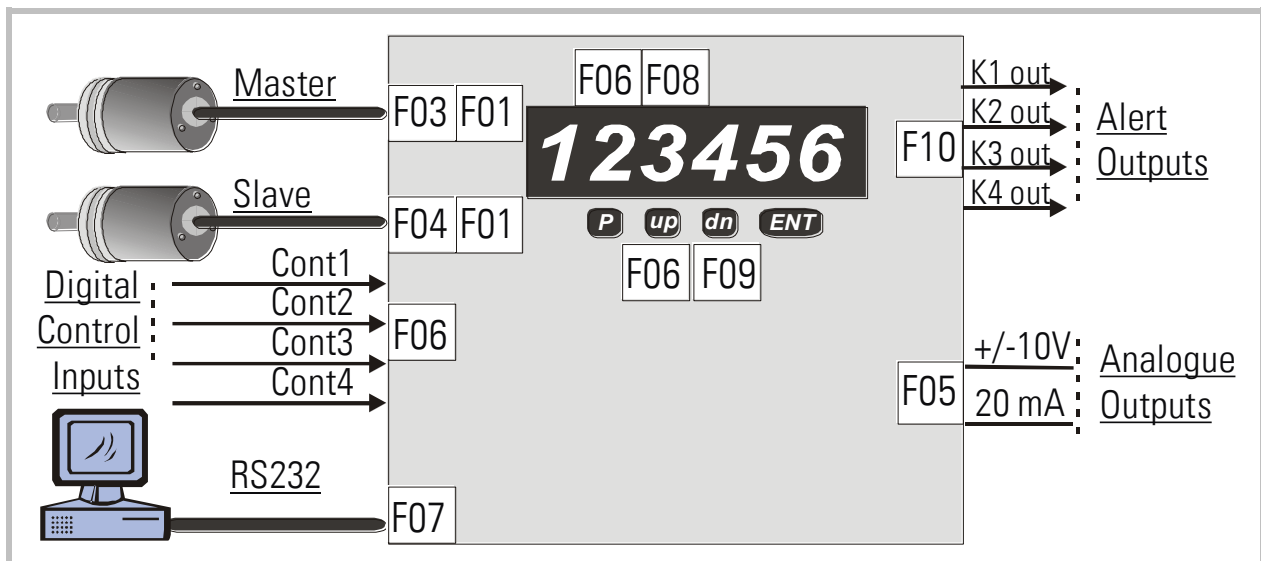 Master
F03 F01
Slave
F04 F01
Digital
Control
Inputs
Cont1
Cont2
Cont3
Cont4
F06
RS232
F07
F06 F08
123456
P up dn ENT
F06 F09
F10
K1 out
K2 out
K3 out
K4 out
Alert
Outputs
F05
+/-10V
20 mA
Analogue
Outputs